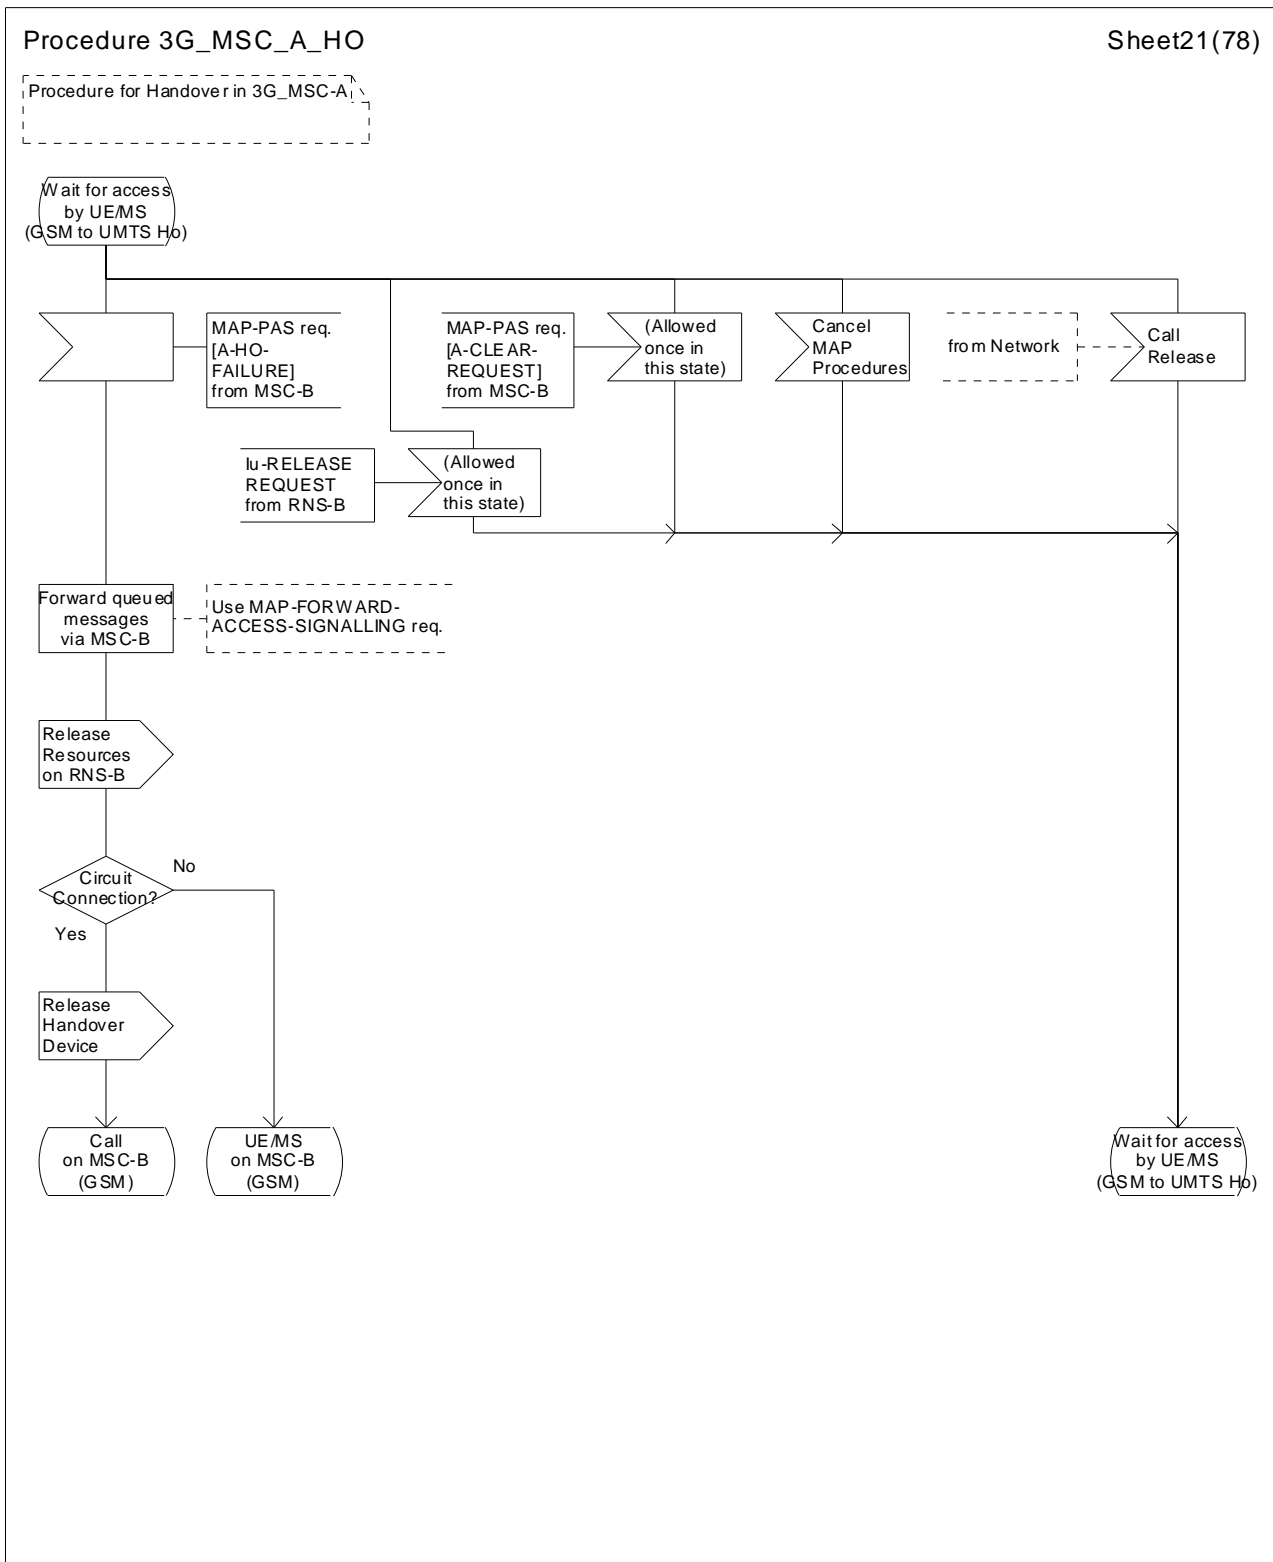 Procedure 3G_MSC_A_HO
Sheet21(78)
Procedure for Handover in 3G_MSC-A
Wait for access
by UE/MS
(GSM to UMTS Ho)
MAP-PAS req.
[A-HO-
FAILURE]
from MSC-B
MAP-PAS req.
[A-CLEAR-
REQUEST]
from MSC-B
(Allowed
once in
this state)
Cancel
MAP
Procedures
from Network
Call
Release
Iu-RELEASE
REQUEST
from RNS-B
(Allowed
once in
this state)
Forward queued
messages
via MSC-B
Use MAP-FORWARD-
ACCESS-SIGNALLING req.
Release
Resources
on RNS-B
Circuit
Connection?
No
Yes
Release
Handover
Device
Call
on MSC-B
(GSM)
UE/MS
on MSC-B
(GSM)
Wait for access
by UE/MS
(GSM to UMTS Ho)